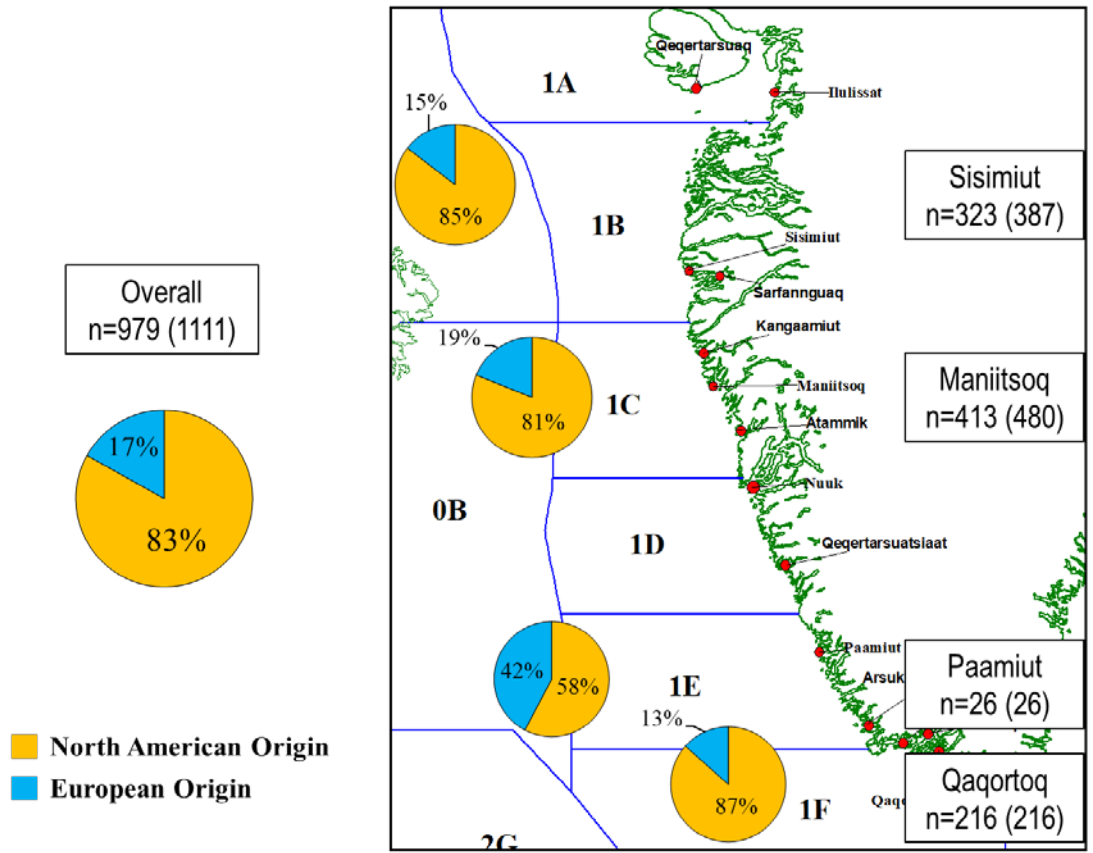 Qeqertarsuaq
1A
Ilulissat
15%
85%
Sisimiut
n=323 (387)
1B
Sisimiut
Sarfannguaq
Overall
n=979 (1111)
Kangaamiut
19%
81%
1C
Maniitsoq
Maniitsoq
n=413 (480)
Atammik
17%
83%
0B
Nuuk
1D
Qeqertarsuatsiaat
42%
58%
1E
Paamiut
Arsuk
Paamiut
n=26 (26)
13%
87%
North American Origin
European Origin
1F
Qaqortoq
n=216 (216)
2G